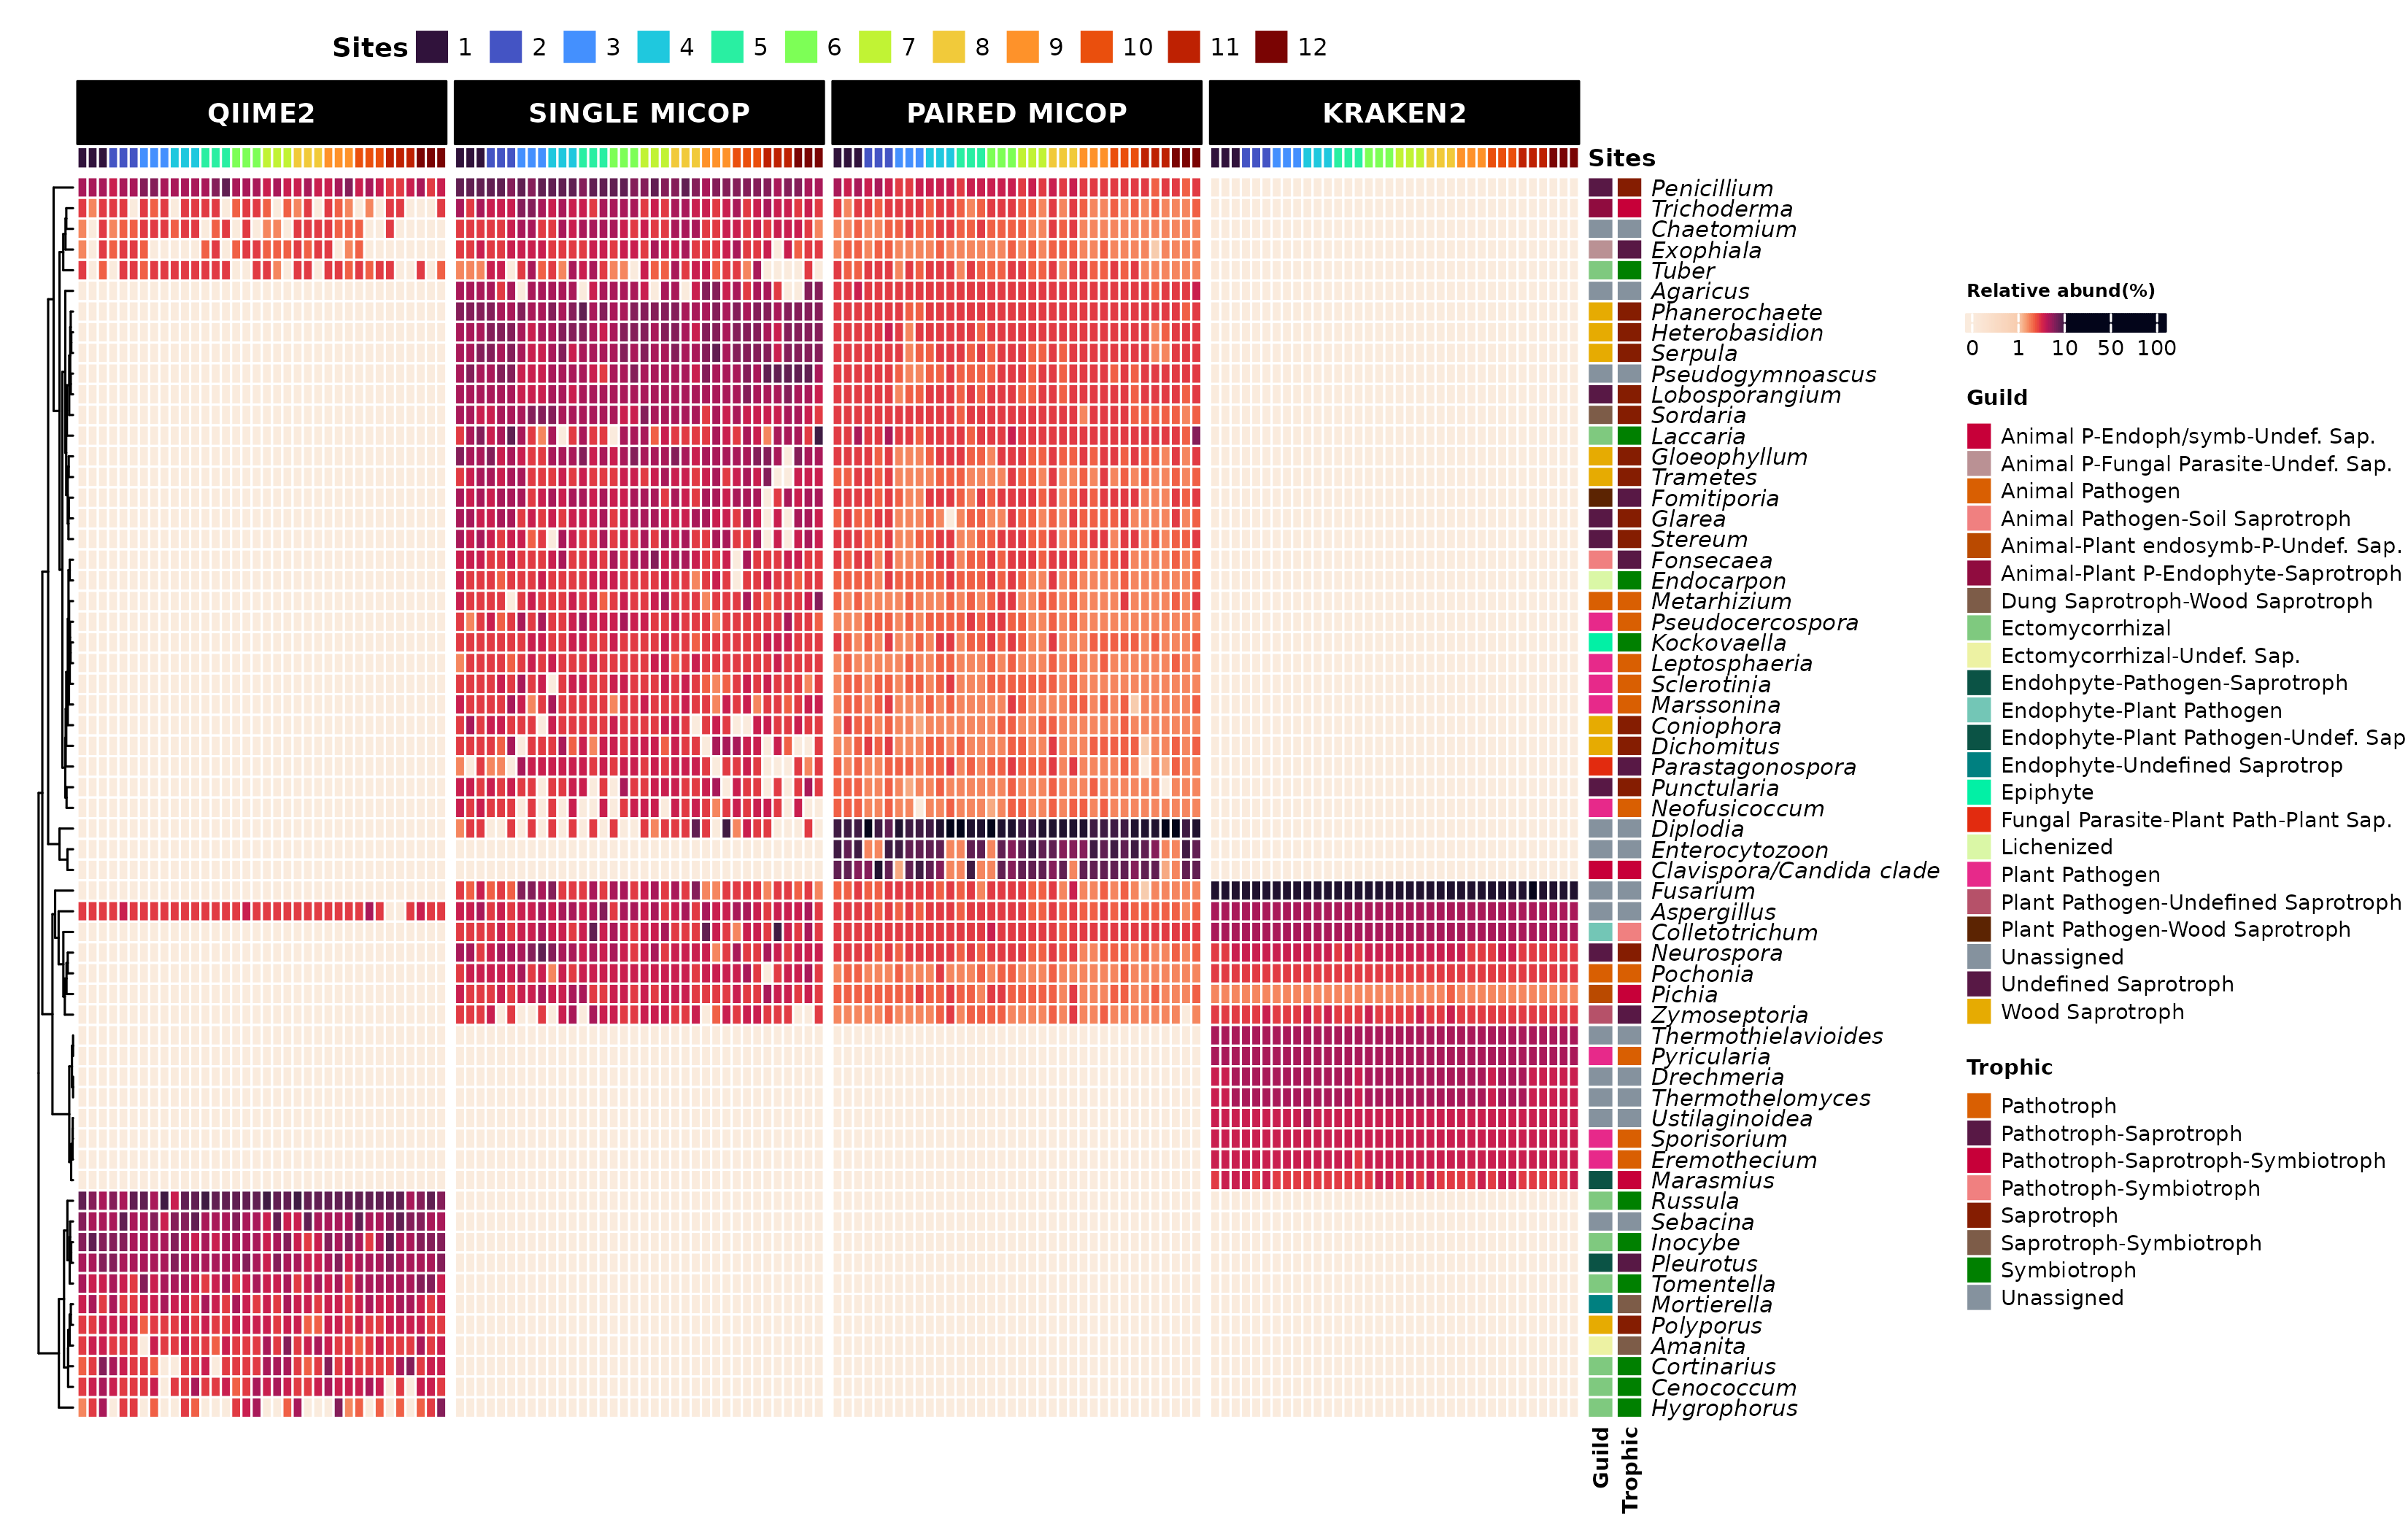 Sites 1 2 3 4 5 6 7 8 9 10 11 12
QIIME2 SINGLE MICOP PAIRED MICOP KRAKEN2
Sites
Penicillium
Trichoderma
Chaetomium
Exophiala
Tuber
Agaricus
Phanerochaete
Heterobasidion
Serpula
Pseudogymnoascus
Lobosporangium
Sordaria
Laccaria
Gloeophyllum
Trametes
Fomitiporia
Glarea
Stereum
Fonsecaea
Endocarpon
Metarhizium
Pseudocercospora
Kockovaella
Leptosphaeria
Sclerotinia
Marssonina
Coniophora
Dichomitus
Parastagonospora
Punctularia
Neofusicoccum
Diplodia
Enterocytozoon
Clavispora/Candida clade
Fusarium
Aspergillus
Colletotrichum
Neurospora
Pochonia
Pichia
Zymoseptoria
Thermothielavioides
Pyricularia
Drechmeria
Thermothelomyces
Ustilaginoidea
Sporisorium
Eremothecium
Marasmius
Russula
Sebacina
Inocybe
Pleurotus
Tomentella
Mortierella
Polyporus
Amanita
Cortinarius
Cenococcum
Hygrophorus
Guild
Trophic
Relative abund(%)
0 1 10 50 100
Guild
Animal P-Endoph/symb-Undef. Sap.
Animal P-Fungal Parasite-Undef. Sap.
Animal Pathogen
Animal Pathogen-Soil Saprotroph
Animal-Plant endosymb-P-Undef. Sap.
Animal-Plant P-Endophyte-Saprotroph
Dung Saprotroph-Wood Saprotroph
Ectomycorrhizal
Ectomycorrhizal-Undef. Sap.
Endohpyte-Pathogen-Saprotroph
Endophyte-Plant Pathogen
Endophyte-Plant Pathogen-Undef. Sap
Endophyte-Undefined Saprotrop
Epiphyte
Fungal Parasite-Plant Path-Plant Sap.
Lichenized
Plant Pathogen
Plant Pathogen-Undefined Saprotroph
Plant Pathogen-Wood Saprotroph
Unassigned
Undefined Saprotroph
Wood Saprotroph
Trophic
Pathotroph
Pathotroph-Saprotroph
Pathotroph-Saprotroph-Symbiotroph
Pathotroph-Symbiotroph
Saprotroph
Saprotroph-Symbiotroph
Symbiotroph
Unassigned